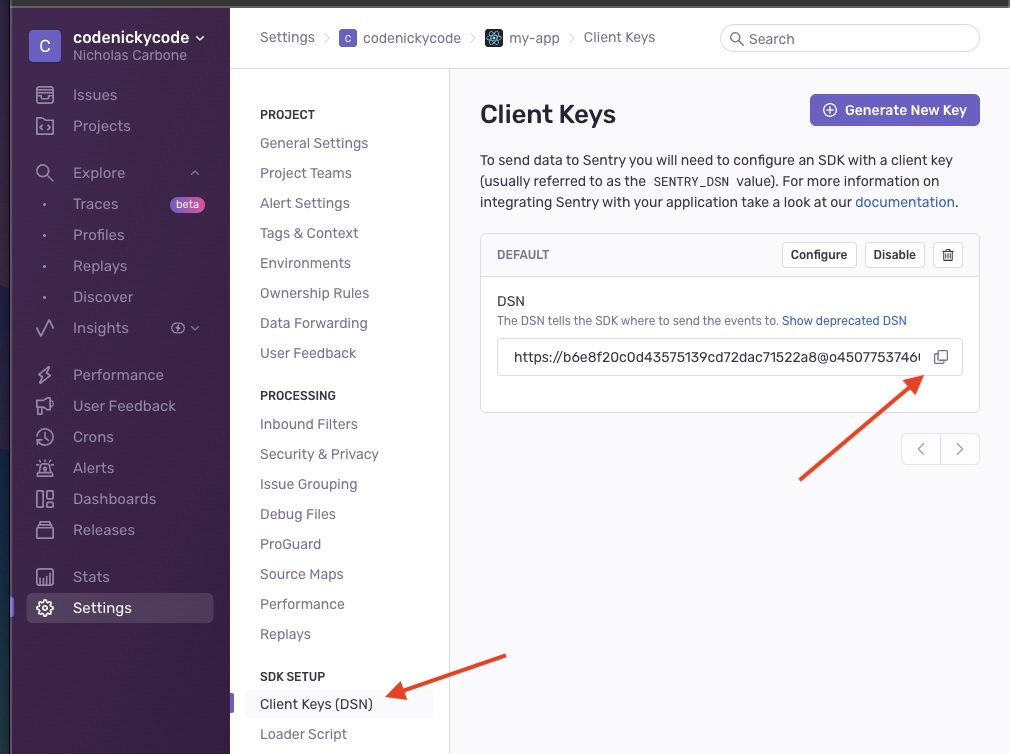 C
codenickycode
Nicholas Carbone
Issues
Projects
Explore
Traces
beta
Profiles
Replays
Discover
Insights
Performance
User Feedback
Crons
Alerts
Dashboards
Releases
Stats
Settings
Settings > C codenickycode > my-app > Client Keys
Search
PROJECT
General Settings
Project Teams
Alert Settings
Tags & Context
Environments
Ownership Rules
Data Forwarding
User Feedback
PROCESSING
Inbound Filters
Security & Privacy
Issue Grouping
Debug Files
ProGuard
Source Maps
Performance
Replays
SDK SETUP
Client Keys (DSN)
Loader Script
Client Keys
Generate New Key
To send data to Sentry you will need to configure an SDK with a client key
(usually referred to as the SENTRY_DSN value). For more information on
integrating Sentry with your application take a look at our documentation.
DEFAULT
Configure
Disable
DSN
The DSN tells the SDK where to send the events to. Show deprecated DSN
https://b6e8f20c0d43575139cd72dac71522a8@o4507753746